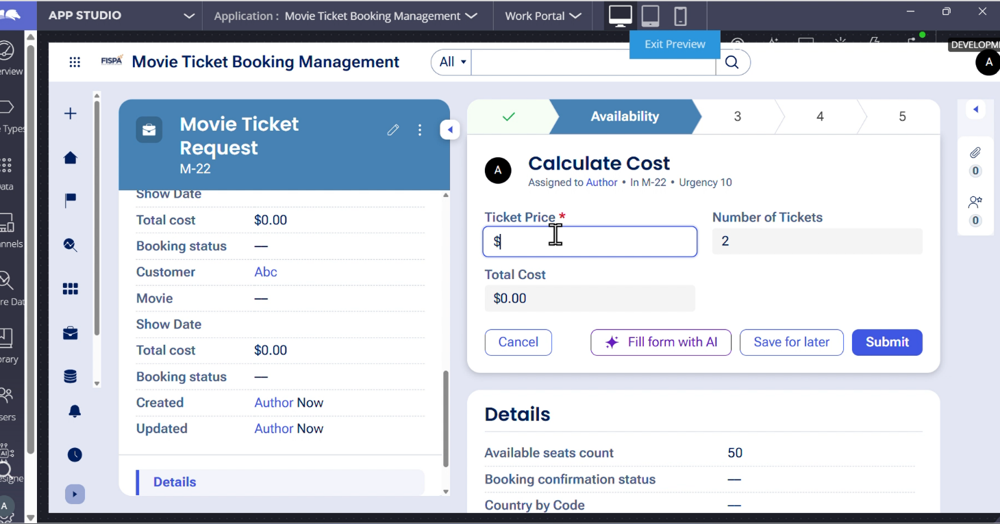 APP STUDIO
Application : Movie Ticket Booking Management
Work Portal
Exit Preview
DEVELOPM
FISPA
Movie Ticket Booking Management
All
A
erview
e Types
ata
annels
ore Dat
orary
sers
AI
esigne
A
Movie Ticket
Request
M-22
Show Date
Total cost $0.00
Booking status —
Customer Abc
Movie —
Show Date
Total cost $0.00
Booking status —
Created Author Now
Updated Author Now
Details
Availability 3 4 5
A
Calculate Cost
Assigned to Author • In M-22 • Urgency 10
Ticket Price * Number of Tickets
$ 2
Total Cost
$0.00
Cancel Fill form with AI Save for later Submit
Details
Available seats count 50
Booking confirmation status —
Country by Code —
0
0